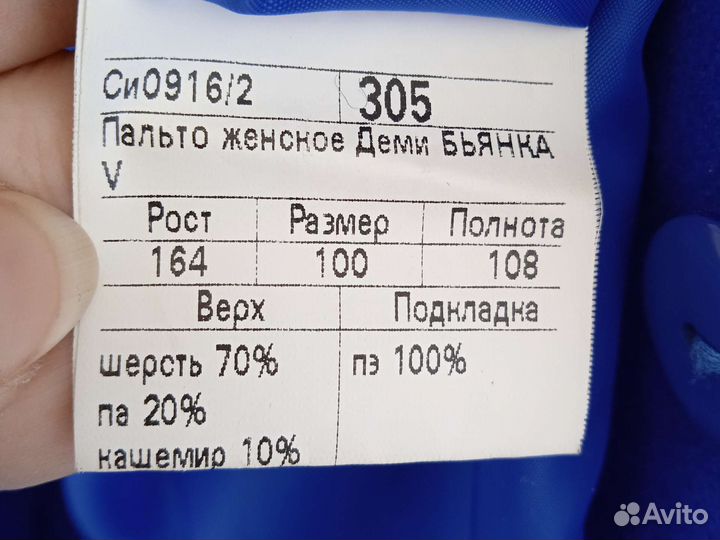 Си0916/2 305
Пальто женское Деми БЬЯНКА
V
Рост Размер Полнота
164 100 108
Верх Подкладка
шерсть 70% пэ 100%
па 20%
кашемир 10%
Avito